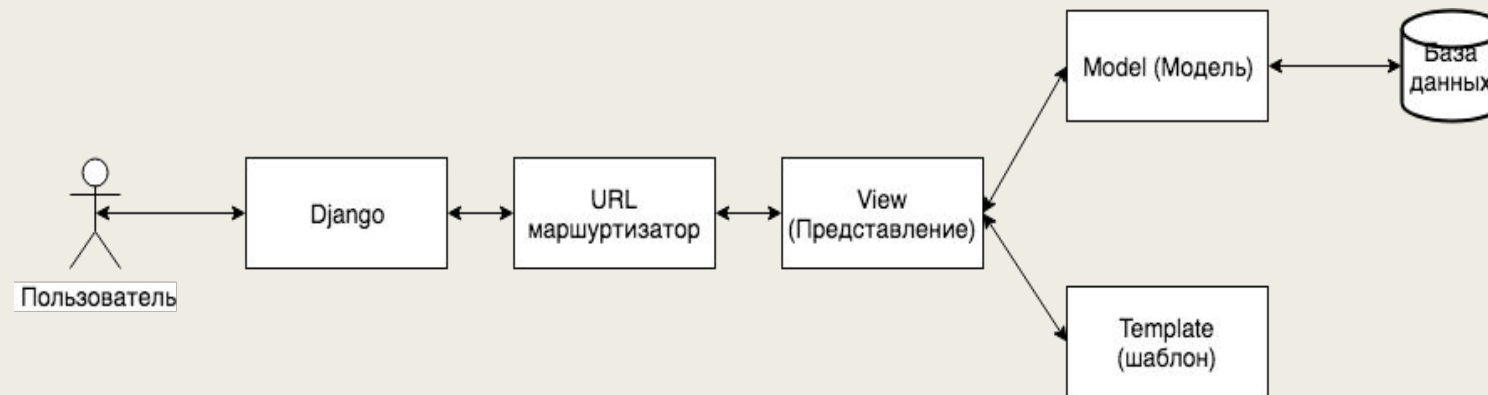 Пользователь
Django
URL
маршуртизатор
View
(Представление)
Model (Модель)
База
данных
Template
(шаблон)